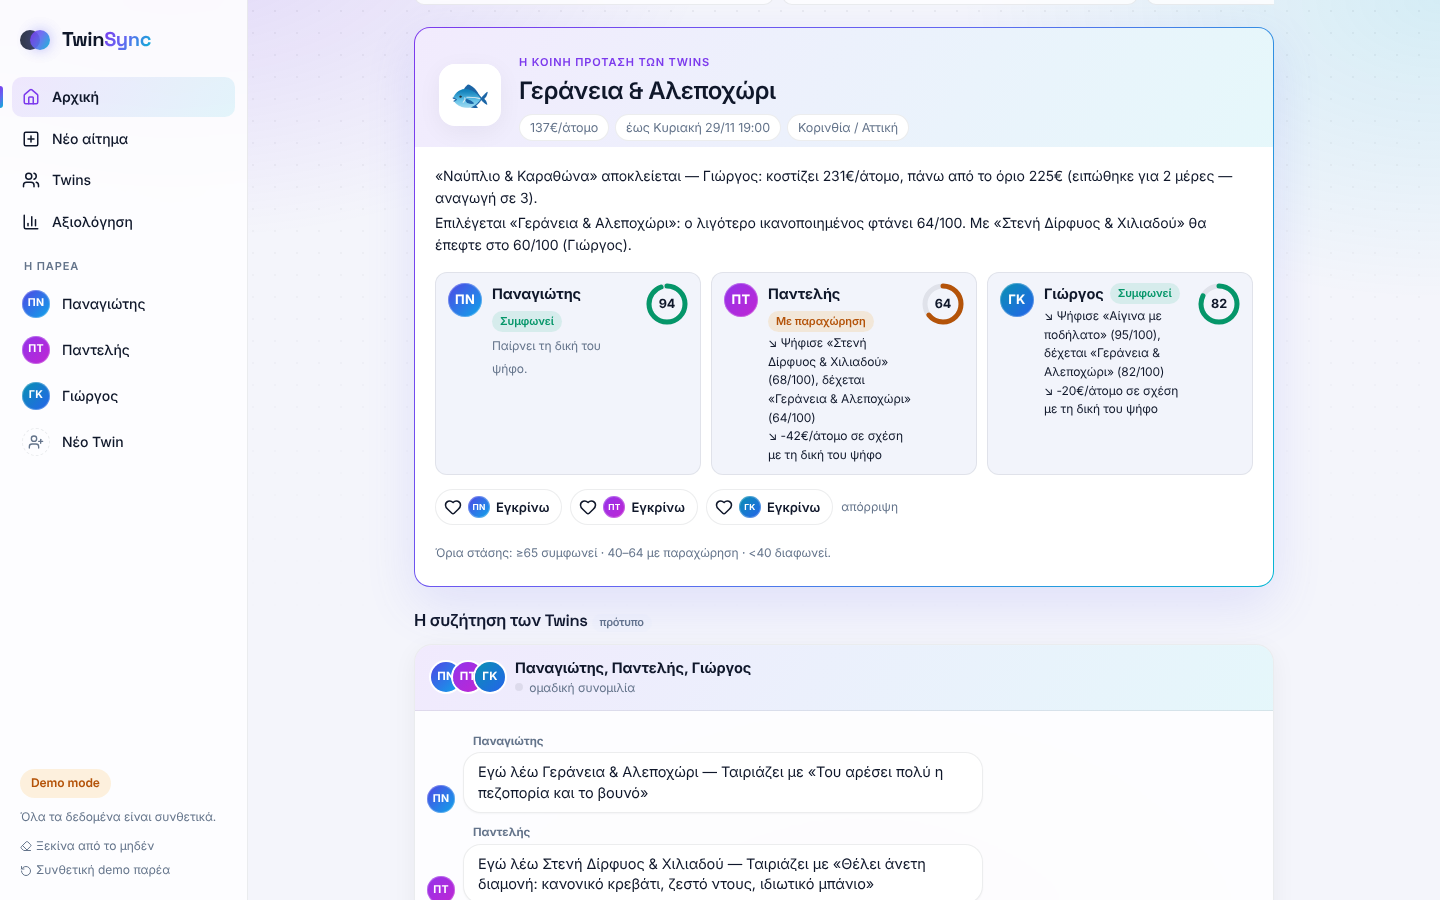 TwinSync
Αρχική
Νέο αίτημα
Twins
Αξιολόγηση
Η ΠΑΡΕΑ
ΠΝ Παναγιώτης
ΠΤ Παντελής
ΓΚ Γιώργος
Νέο Twin
Demo mode
Όλα τα δεδομένα είναι συνθετικά.
Ξεκίνα από το μηδέν
Συνθετική demo παρέα
Η ΚΟΙΝΗ ΠΡΟΤΑΣΗ ΤΩΝ TWINS
Γεράνεια & Αλεποχώρι
137€/άτομο
έως Κυριακή 29/11 19:00
Κορινθία / Αττική
«Ναύπλιο & Καραθώνα» αποκλείεται — Γιώργος: κοστίζει 231€/άτομο, πάνω από το όριο 225€ (ειπώθηκε για 2 μέρες —
αναγωγή σε 3).
Επιλέγεται «Γεράνεια & Αλεποχώρι»: ο λιγότερο ικανοποιημένος φτάνει 64/100. Με «Στενή Δίρφυος & Χιλιαδού» θα
έπεφτε στο 60/100 (Γιώργος).
ΠΝ
Παναγιώτης
94
Συμφωνεί
Παίρνει τη δική του
ψήφο.
ΠΤ
Παντελής
64
Με παραχώρηση
↘ Ψήφισε «Στενή
Δίρφυος & Χιλιαδού»
(68/100), δέχεται
«Γεράνεια & Αλεποχώρι»
(64/100)
↘ -42€/άτομο σε σχέση
με τη δική του ψήφο
ΓΚ
Γιώργος
Συμφωνεί
82
↘ Ψήφισε «Αίγινα με
ποδήλατο» (95/100),
δέχεται «Γεράνεια &
Αλεποχώρι» (82/100)
↘ -20€/άτομο σε σχέση
με τη δική του ψήφο
ΠΝ Εγκρίνω
ΠΤ Εγκρίνω
ΓΚ Εγκρίνω
απόρριψη
Όρια στάσης: ≥65 συμφωνεί · 40–64 με παραχώρηση · <40 διαφωνεί.
Η συζήτηση των Twins πρότυπο
ΠΝ ΠΤ ΓΚ
Παναγιώτης, Παντελής, Γιώργος
ομαδική συνομιλία
Παναγιώτης
Εγώ λέω Γεράνεια & Αλεποχώρι — Ταιριάζει με «Του αρέσει πολύ η
πεζοπορία και το βουνό»
ΠΝ
Παντελής
Εγώ λέω Στενή Δίρφυος & Χιλιαδού — Ταιριάζει με «Θέλει άνετη
διαμονή: κανονικό κρεβάτι, ζεστό ντους, ιδιωτικό μπάνιο»
ΠΤ